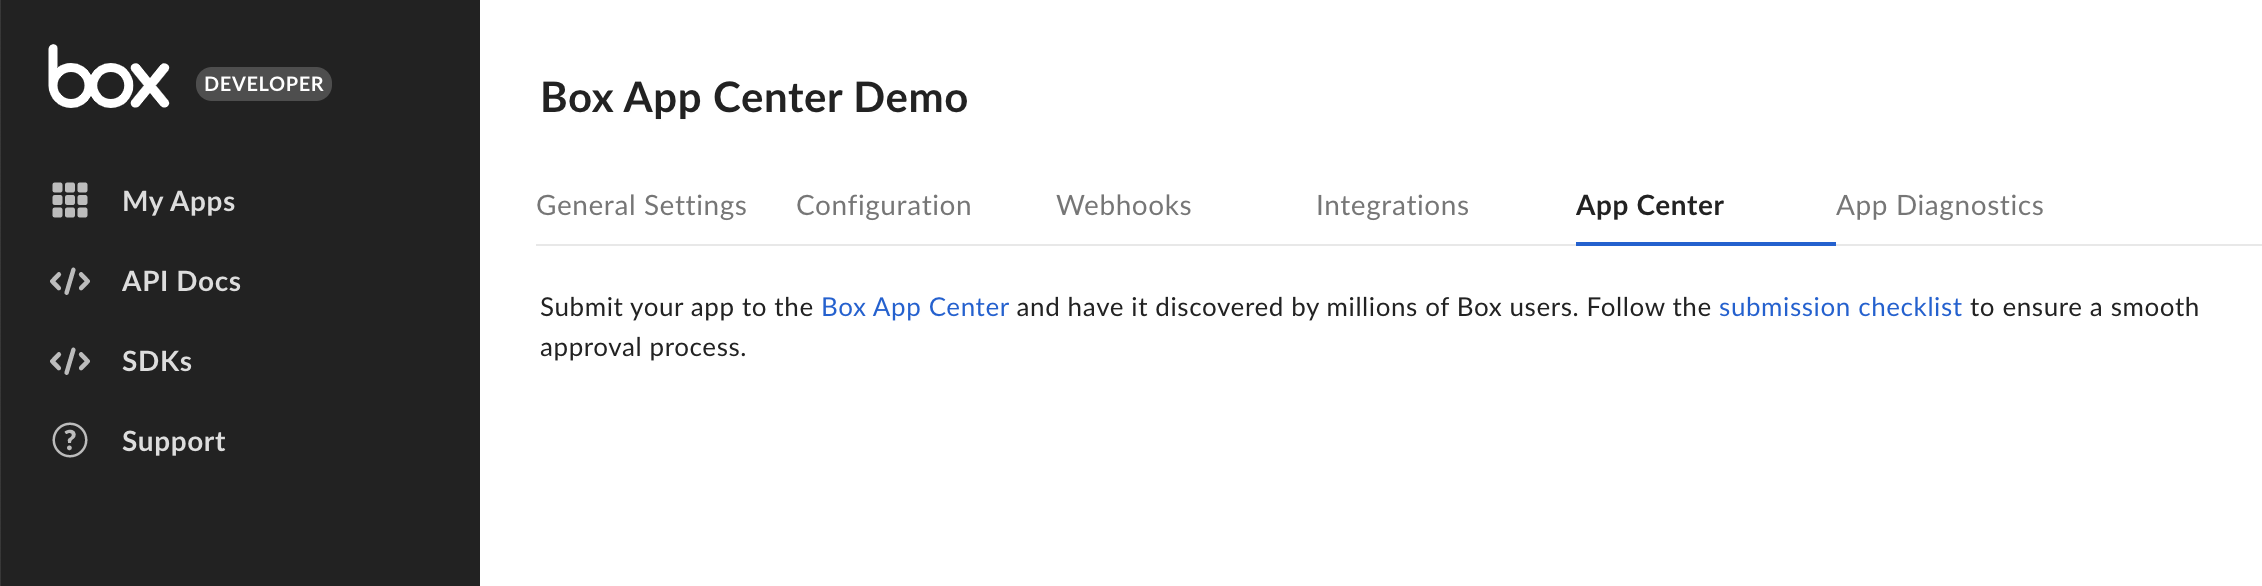 box DEVELOPER
My Apps
API Docs
SDKs
Support
Box App Center Demo
General Settings Configuration Webhooks Integrations App Center App Diagnostics
Submit your app to the Box App Center and have it discovered by millions of Box users. Follow the submission checklist to ensure a smooth
approval process.